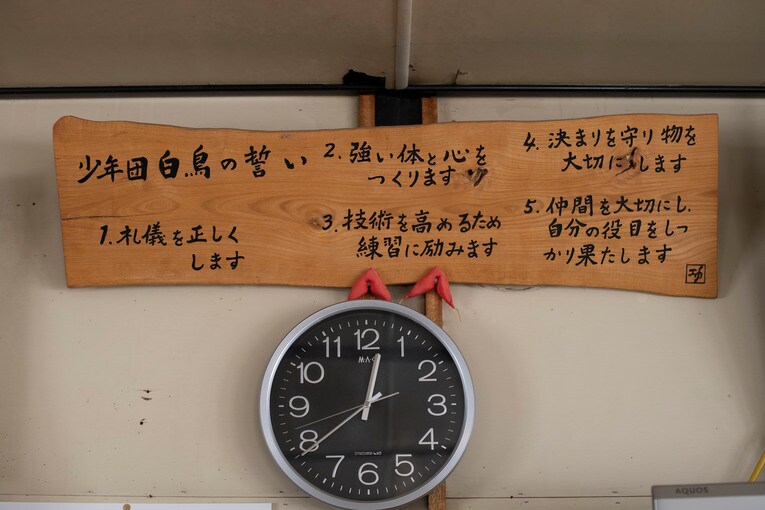 少年団白鳥の誓い
1. 礼儀を正しく
します
2. 強い体と心を
つくります
3. 技術を高めるため
練習に励みます
4. 決まりを守り物を
大切にします
5. 仲間を大切にし、
自分の役目をしっ
かり果たします
12
1
2
3
4
5
6
7
8
9
10
11
AQUOS